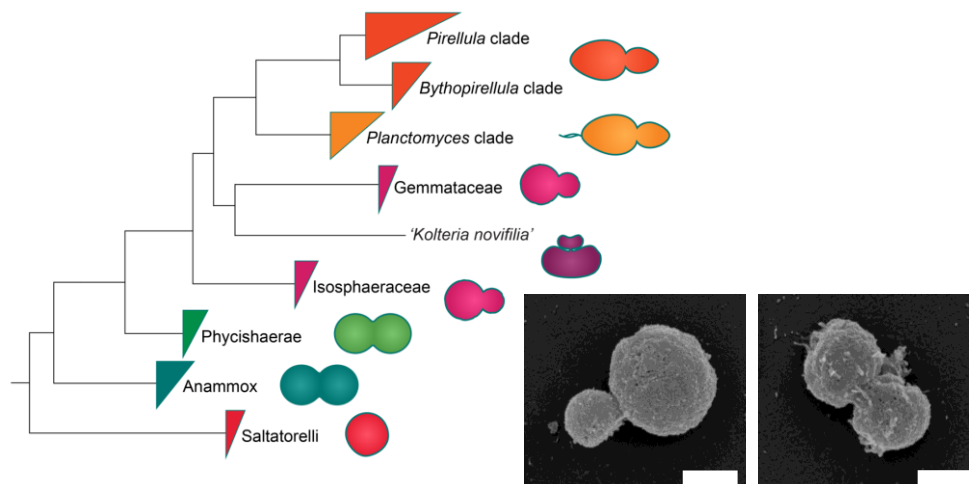 Pirellula clade
Bythopirellula clade
Planctomyces clade
Gemmataceae
'Kolteria novifilia'
Isosphaeraceae
Phycishaerae
Anammox
Saltatorelli